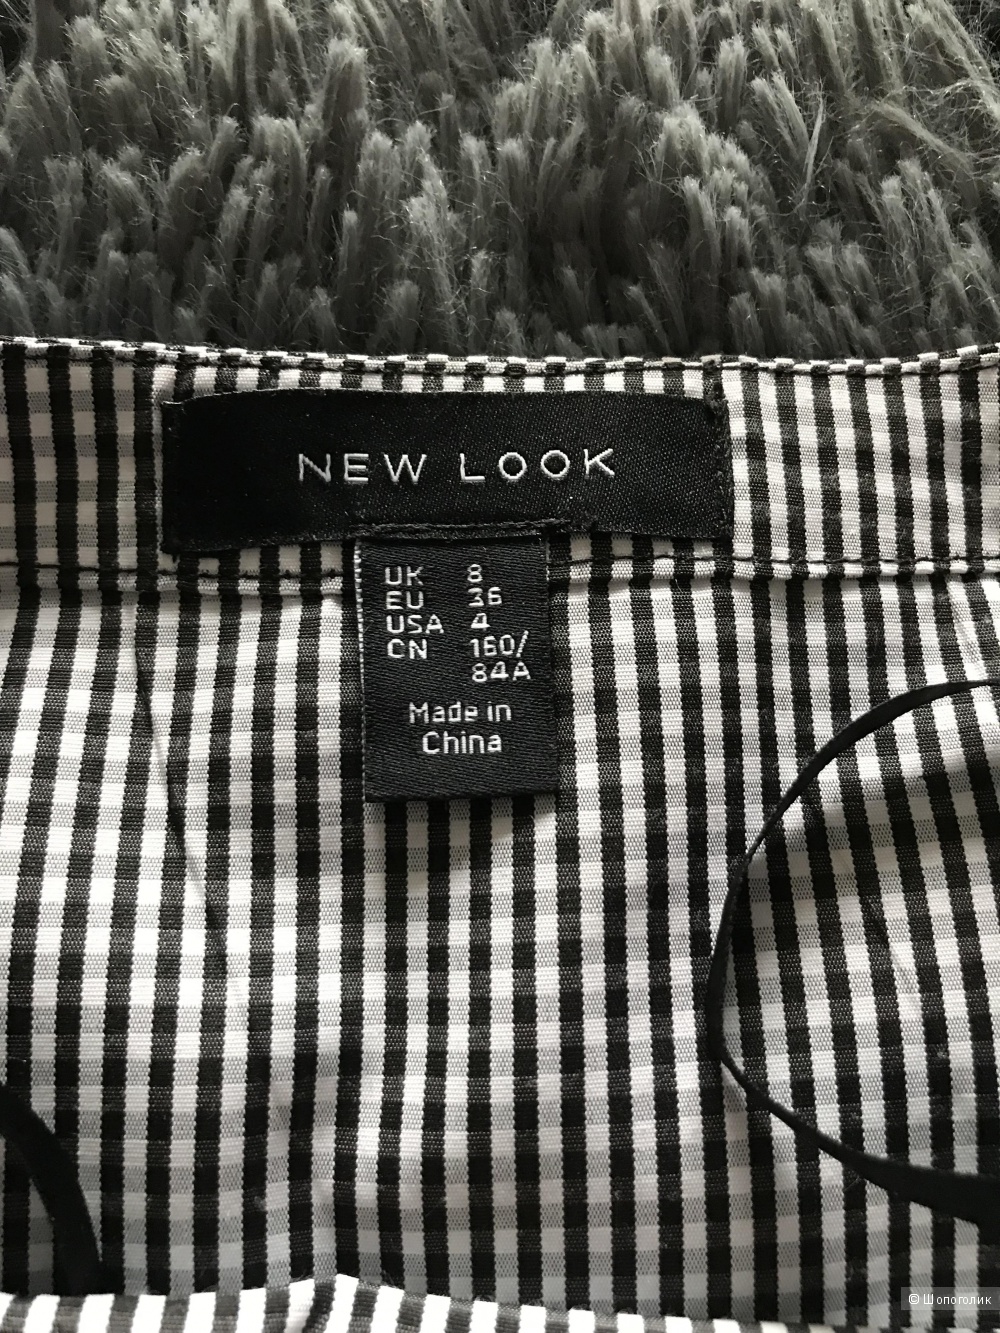 NEW LOOK
UK 8
EU 36
USA 4
CN 160/
84A
Made in
China
© Шопоголик